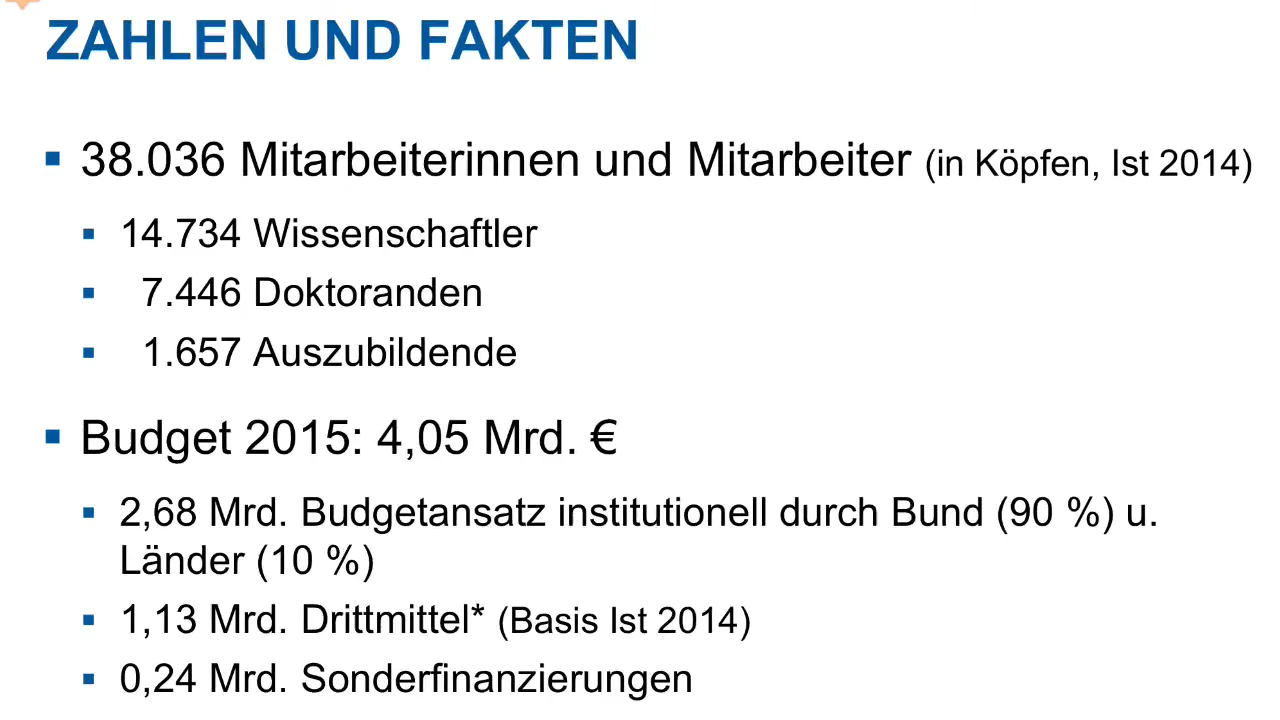 ZAHLEN UND FAKTEN
▪ 38.036 Mitarbeiterinnen und Mitarbeiter (in Köpfen, Ist 2014)
▪ 14.734 Wissenschaftler
▪ 7.446 Doktoranden
▪ 1.657 Auszubildende
▪ Budget 2015: 4,05 Mrd. €
▪ 2,68 Mrd. Budgetansatz institutionell durch Bund (90 %) u.
Länder (10 %)
▪ 1,13 Mrd. Drittmittel* (Basis Ist 2014)
▪ 0,24 Mrd. Sonderfinanzierungen